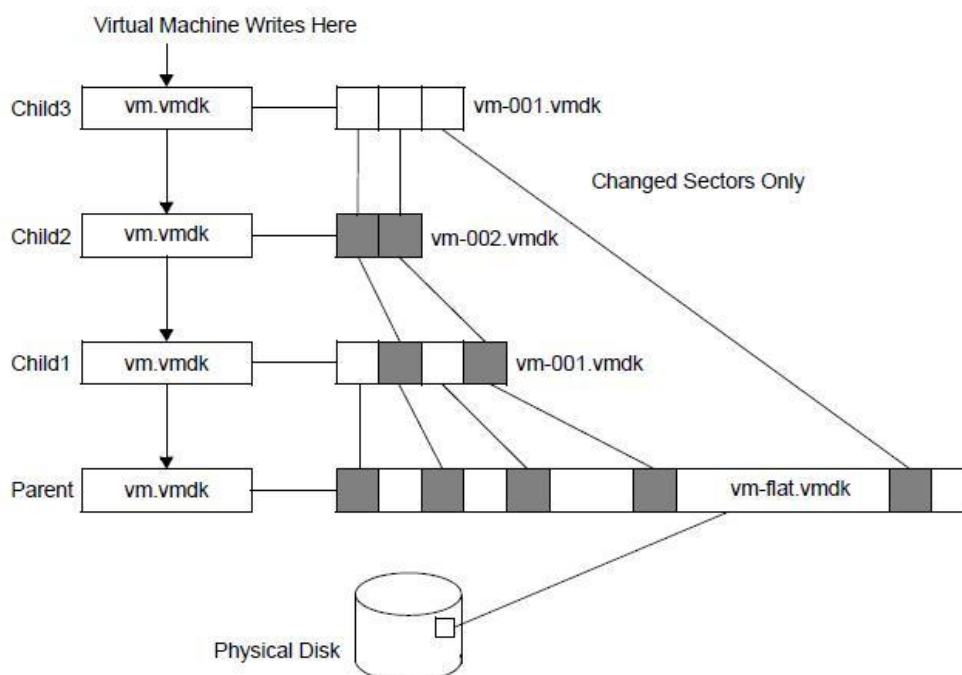 Virtual Machine Writes Here
Child3
vm.vmdk
vm-001.vmdk
Changed Sectors Only
Child2
vm.vmdk
vm-002.vmdk
Child1
vm.vmdk
vm-001.vmdk
Parent
vm.vmdk
vm-flat.vmdk
Physical Disk